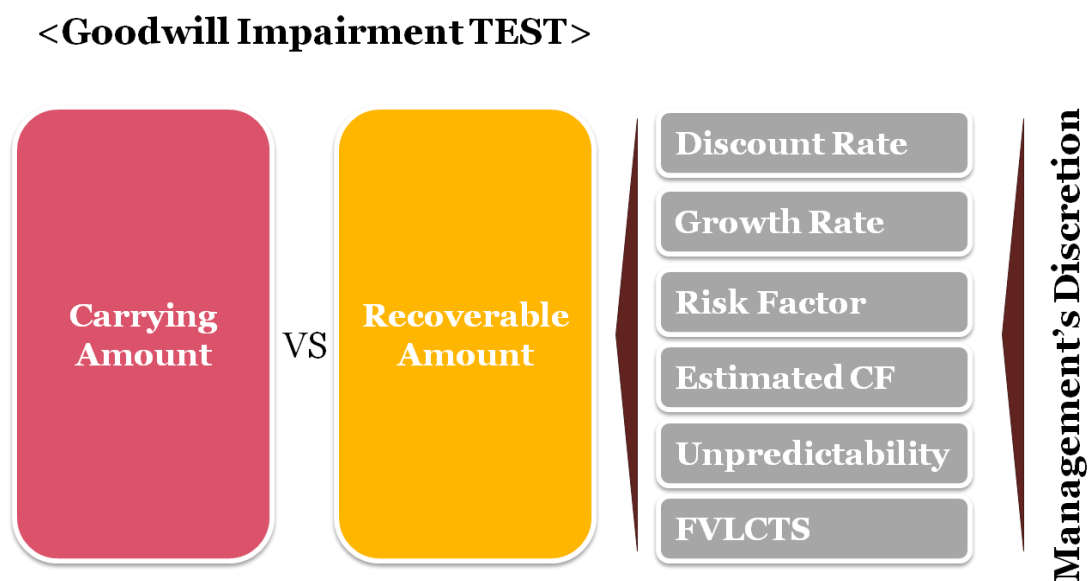 <Goodwill Impairment TEST>
Carrying
Amount
VS
Recoverable
Amount
Discount Rate
Growth Rate
Risk Factor
Estimated CF
Unpredictability
FVLCTS
Management’s Discretion